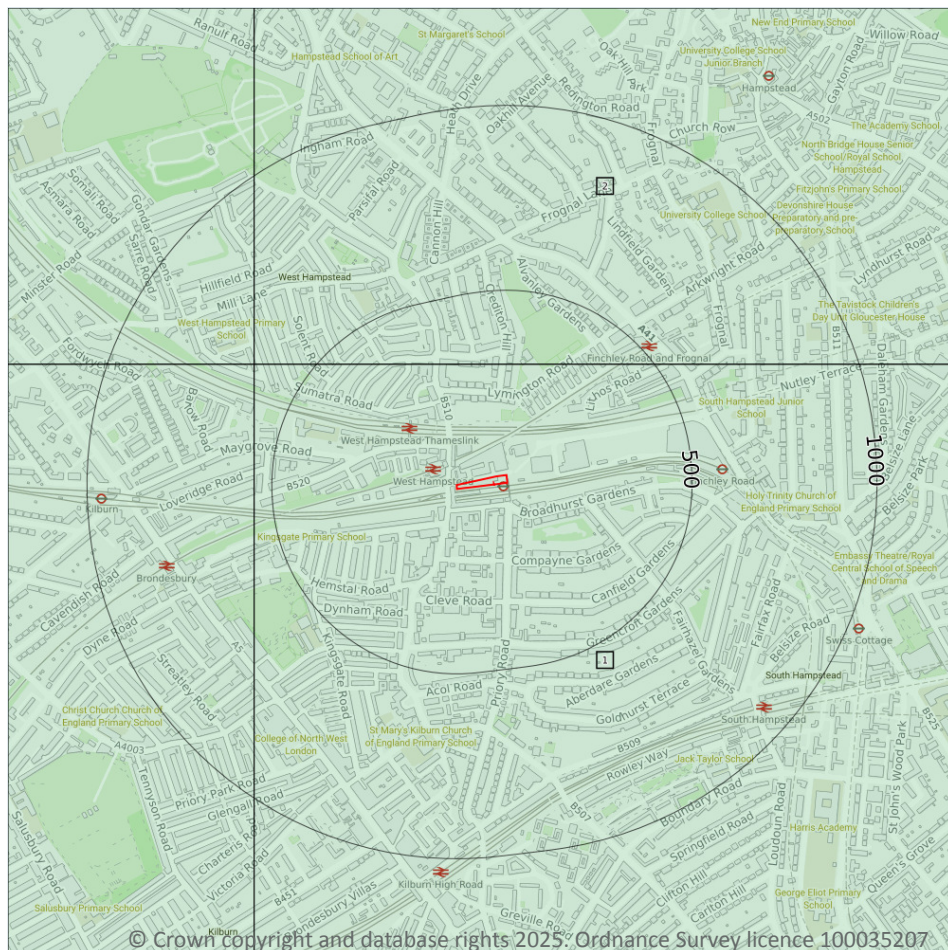 Ranulf Road
St Margaret's School
Hampstead School of Art
New End Primary School
Willow Road
University College School
Junior Branch
Oak Hill Park
Gayton Road
Hampstead
Heath Drive
Oakhill Avenue
Redington Road
A502
Church Row
The Academy School
Frognal
Ingham Road
North Bridge House Senior
School/Royal School
Hampstead
Somali Road
Asmara Road
Parsifal Road
2
Fitzjohn's Primary School
Gondar Gardens
Sarre Road
Cannon Hill
Frognal Lane
University College School
Devonshire House
Preparatory and pre-
preparatory School
Lindfield Gardens
Minster Road
Hillfield Road
West Hampstead
Arkwright Road
Lyndhurst Road
Mill Lane
Alvanley Gardens
Crediton Hill
The Tavistock Children's
Day Unit Gloucester House
West Hampstead Primary
School
Solent Road
A41
Frognal
B511
Fordwych Road
Finchley Road and Frognal
Daleham Gardens
Nutley Terrace
Lymington Road
Lithos Road
Sumatra Road
B510
South Hampstead Junior
School
Belsize Lane
Barlow Road
West Hampstead Thameslink
Maygrove Road
1000
500
Belsize Park
B520
West Hampstead
Finchley Road
Loveridge Road
Kilburn
Broadhurst Gardens
Holy Trinity Church of
England Primary School
Kingsgate Primary School
Compayne Gardens
Embassy Theatre/Royal
Central School of Speech
and Drama
Brondesbury
Hemstal Road
Canfield Gardens
Cavendish Road
Dynham Road
Cleve Road
Fairfax Road
Greencroft Gardens
Fairhazel Gardens
Dyne Road
A5
Belsize Road
Swiss Cottage
Kingsgate Road
Priory Road
1
Streatley Road
Acol Road
Aberdare Gardens
South Hampstead
Goldhurst Terrace
Christ Church Church of
England Primary School
South Hampstead
B525
A4003
College of North West
London
St Mary's Kilburn Church
of England Primary School
B509
Rowley Way
Jack Taylor School
St John's Wood Park
Tennyson Road
Priory Park Road
Glengall Road
B507
Boundary Road
Salusbury Road
Loudoun Road
Harris Academy
Charteris Road
Springfield Road
Victoria Road
Queen's Grove
Kilburn High Road
Clifton Hill
B451
Carlton Hill
George Eliot Primary
School
Salusbury Primary School
Greville Road
Kilburn
© Crown copyright and database rights 2025. Ordnance Survey licence 100035207